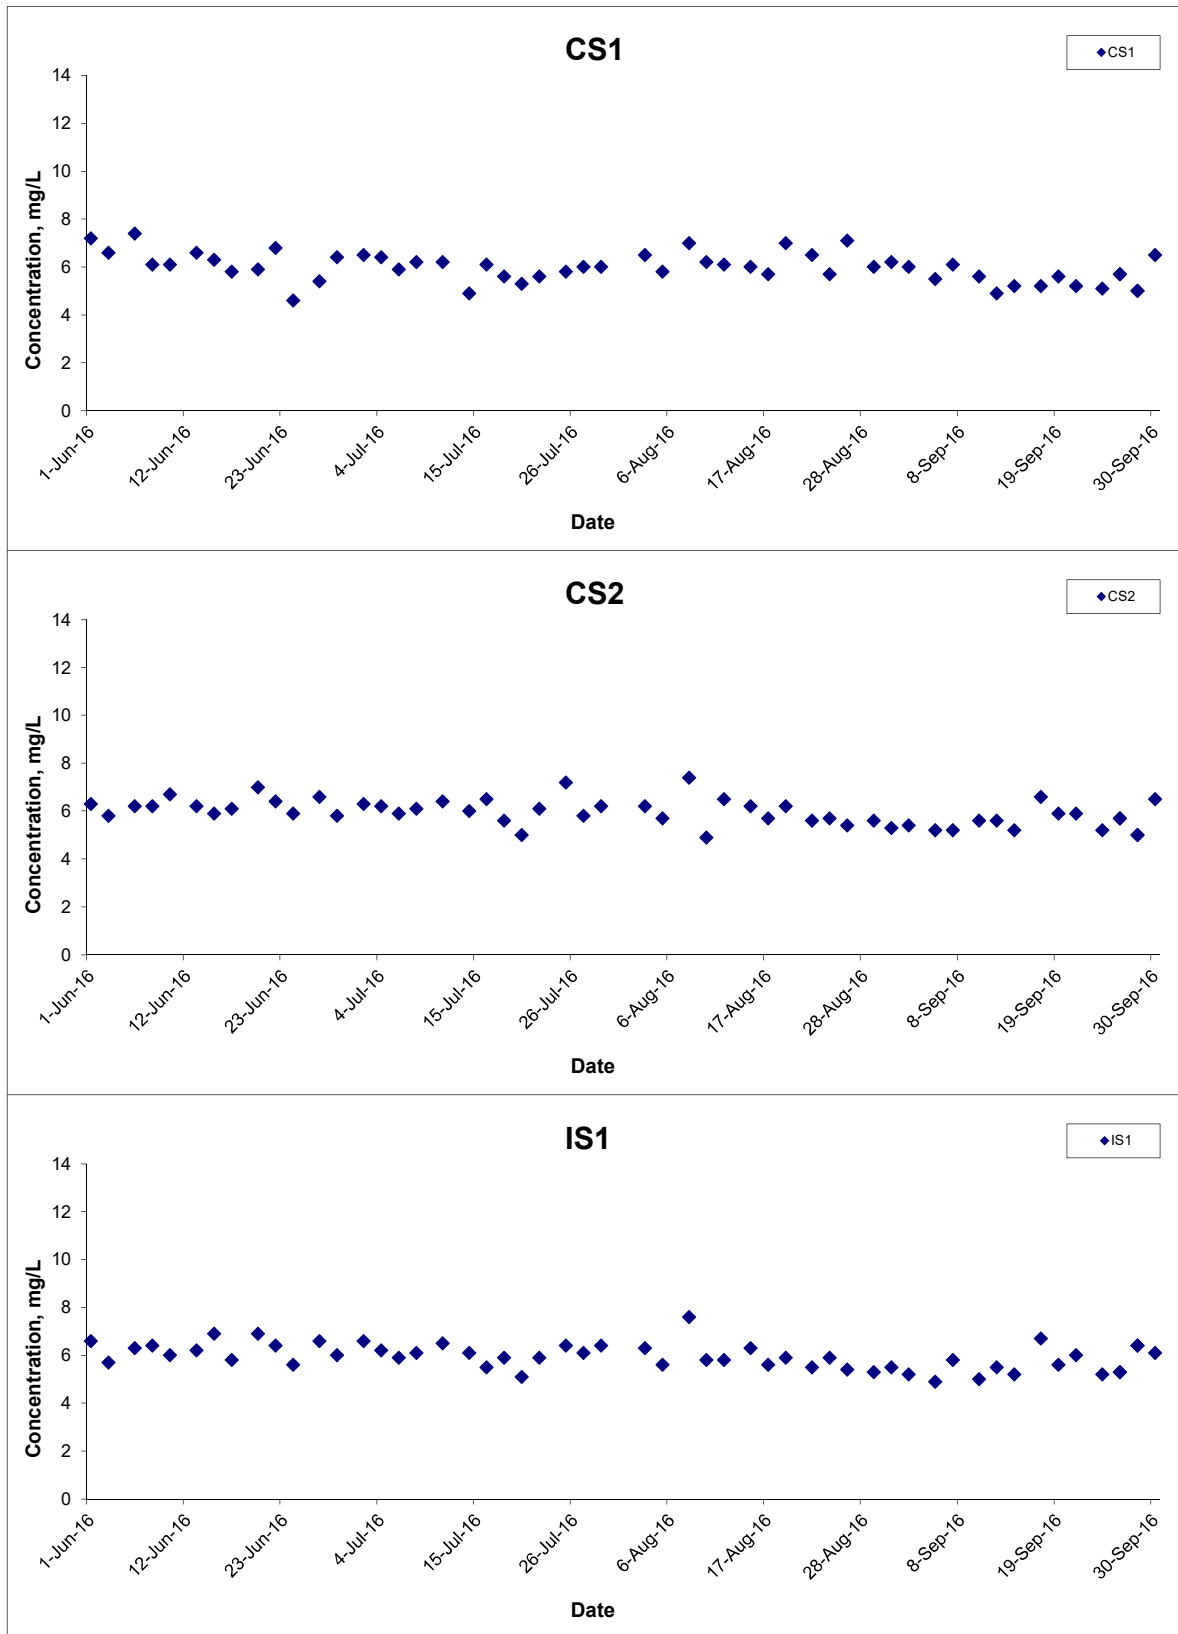 CS1
CS1
14
12
10
8
6
4
2
0
Concentration, mg/L
1-Jun-16
12-Jun-16
23-Jun-16
4-Jul-16
15-Jul-16
26-Jul-16
6-Aug-16
17-Aug-16
28-Aug-16
8-Sep-16
19-Sep-16
30-Sep-16
Date
CS2
CS2
14
12
10
8
6
4
2
0
Concentration, mg/L
1-Jun-16
12-Jun-16
23-Jun-16
4-Jul-16
15-Jul-16
26-Jul-16
6-Aug-16
17-Aug-16
28-Aug-16
8-Sep-16
19-Sep-16
30-Sep-16
Date
IS1
IS1
14
12
10
8
6
4
2
0
Concentration, mg/L
1-Jun-16
12-Jun-16
23-Jun-16
4-Jul-16
15-Jul-16
26-Jul-16
6-Aug-16
17-Aug-16
28-Aug-16
8-Sep-16
19-Sep-16
30-Sep-16
Date